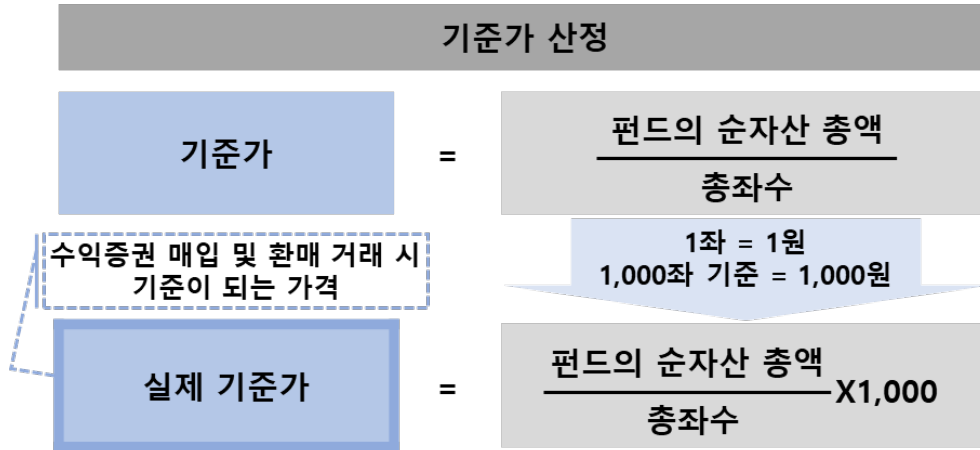 기준가 산정
기준가
=
펀드의 순자산 총액
총좌수
수익증권 매입 및 환매 거래 시
기준이 되는 가격
1좌 = 1원
1,000좌 기준 = 1,000원
실제 기준가
=
펀드의 순자산 총액
총좌수
X1,000